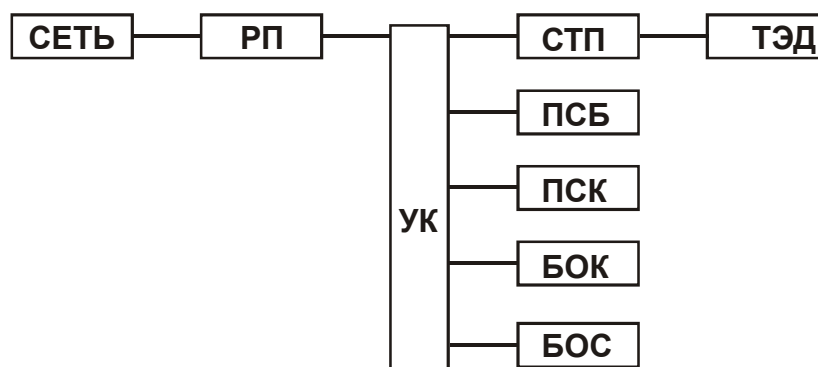 СЕТЬ РП СТП ТЭД
ПСБ
ПСК
УК
БОК
БОС